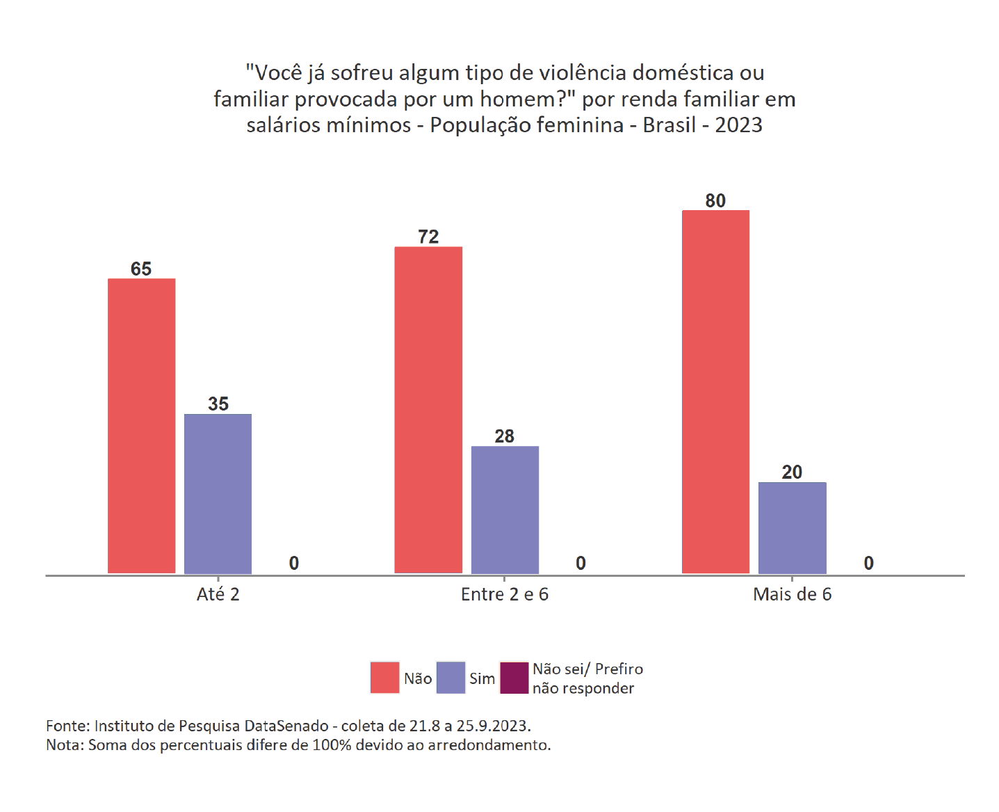 "Você já sofreu algum tipo de violência doméstica ou
familiar provocada por um homem?" por renda familiar em
salários mínimos - População feminina - Brasil - 2023
80
72
65
35
28
20
0
0
0
Até 2
Entre 2 e 6
Mais de 6
Não
Sim
Não sei/ Prefiro
não responder
Fonte: Instituto de Pesquisa DataSenado - coleta de 21.8 a 25.9.2023.
Nota: Soma dos percentuais difere de 100% devido ao arredondamento.